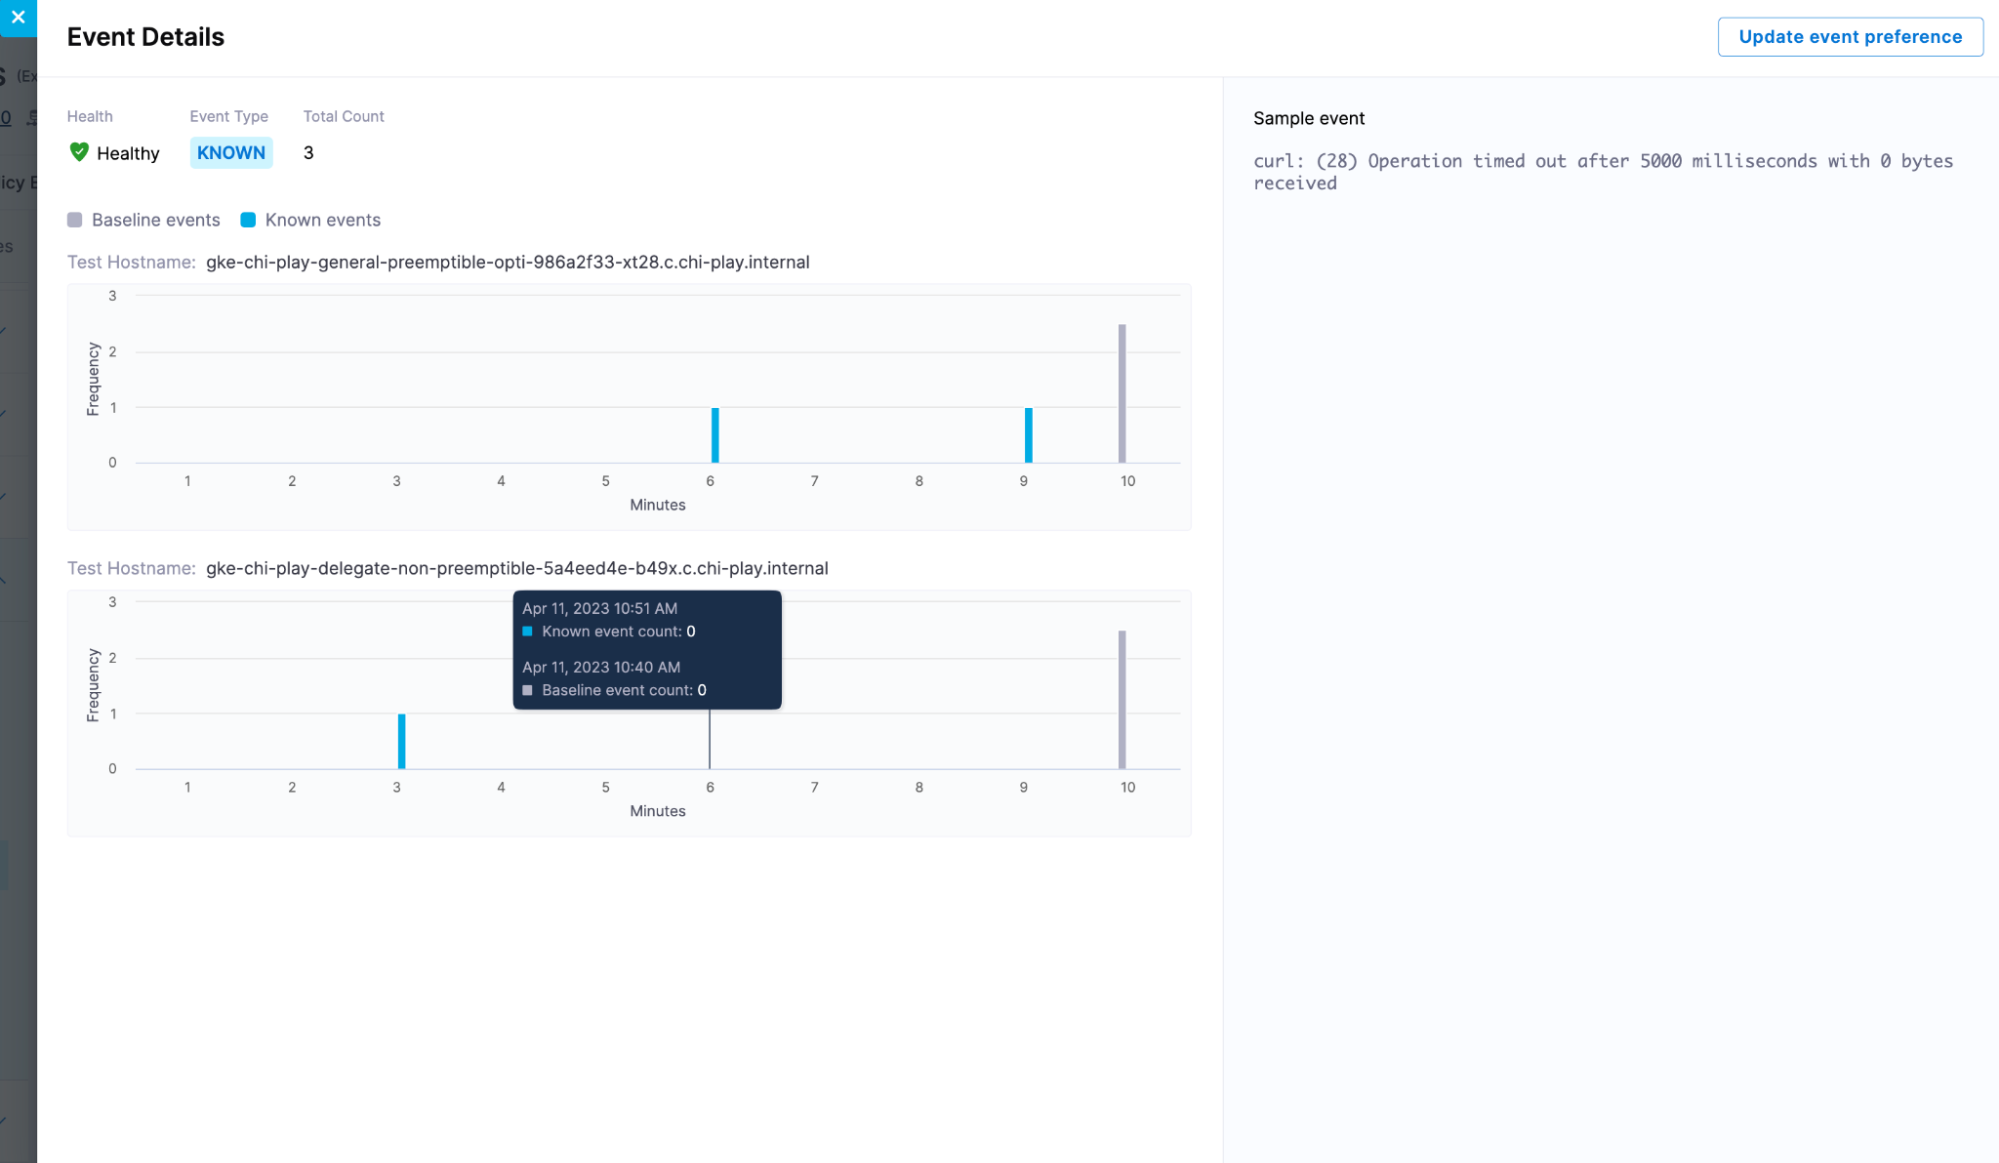 Event Details
Update event preference
(Ex
0
icy E
es
Health
Event Type
Total Count
Healthy
KNOWN
3
Baseline events
Known events
Test Hostname: gke-chi-play-general-preemptible-opti-986a2f33-xt28.c.chi-play.internal
3
2
1
0
Frequency
1 2 3 4 5 6 7 8 9 10
Minutes
Test Hostname: gke-chi-play-delegate-non-preemptible-5a4eed4e-b49x.c.chi-play.internal
3
2
1
0
Frequency
Apr 11, 2023 10:51 AM
Known event count: 0
Apr 11, 2023 10:40 AM
Baseline event count: 0
1 2 3 4 5 6 7 8 9 10
Minutes
Sample event
curl: (28) Operation timed out after 5000 milliseconds with 0 bytes
received